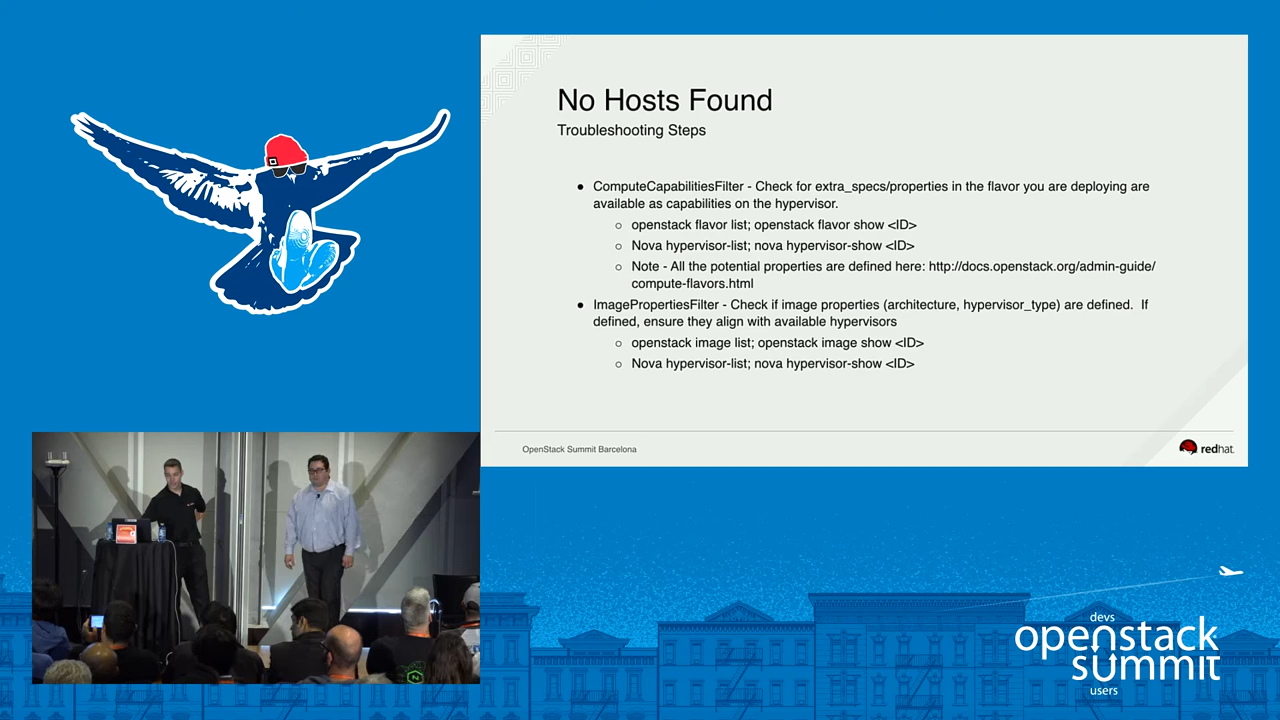 No Hosts Found
Troubleshooting Steps
● ComputeCapabilitiesFilter - Check for extra_specs/properties in the flavor you are deploying are
available as capabilities on the hypervisor.
○ openstack flavor list; openstack flavor show <ID>
○ Nova hypervisor-list; nova hypervisor-show <ID>
○ Note - All the potential properties are defined here: http://docs.openstack.org/admin-guide/
compute-flavors.html
● ImagePropertiesFilter - Check if image properties (architecture, hypervisor_type) are defined.  If
defined, ensure they align with available hypervisors
○ openstack image list; openstack image show <ID>
○ Nova hypervisor-list; nova hypervisor-show <ID>
OpenStack Summit Barcelona
redhat.
devs
openstack
summit
users